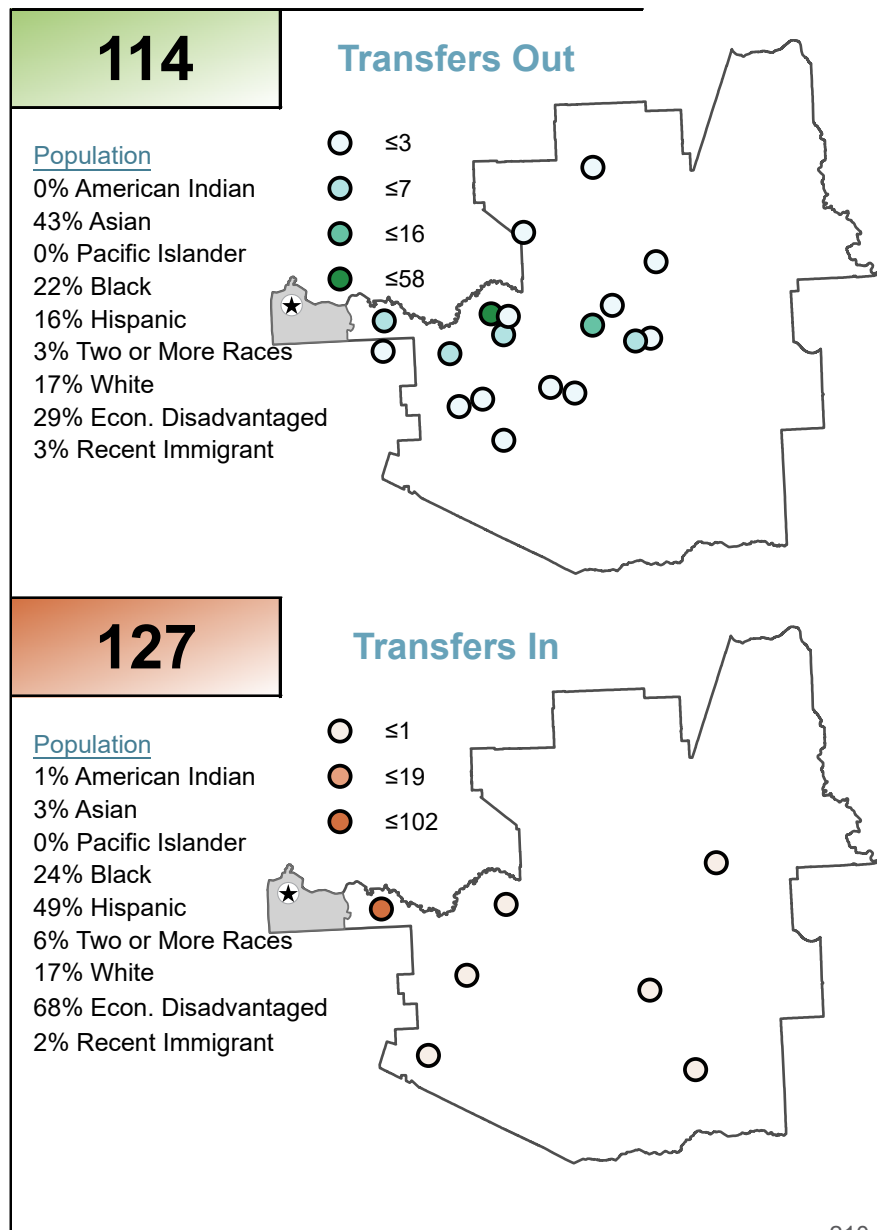 114
Transfers Out
Population
0% American Indian
43% Asian
0% Pacific Islander
22% Black
16% Hispanic
3% Two or More Races
17% White
29% Econ. Disadvantaged
3% Recent Immigrant
≤3
≤7
≤16
≤58
127
Transfers In
Population
1% American Indian
3% Asian
0% Pacific Islander
24% Black
49% Hispanic
6% Two or More Races
17% White
68% Econ. Disadvantaged
2% Recent Immigrant
≤1
≤19
≤102